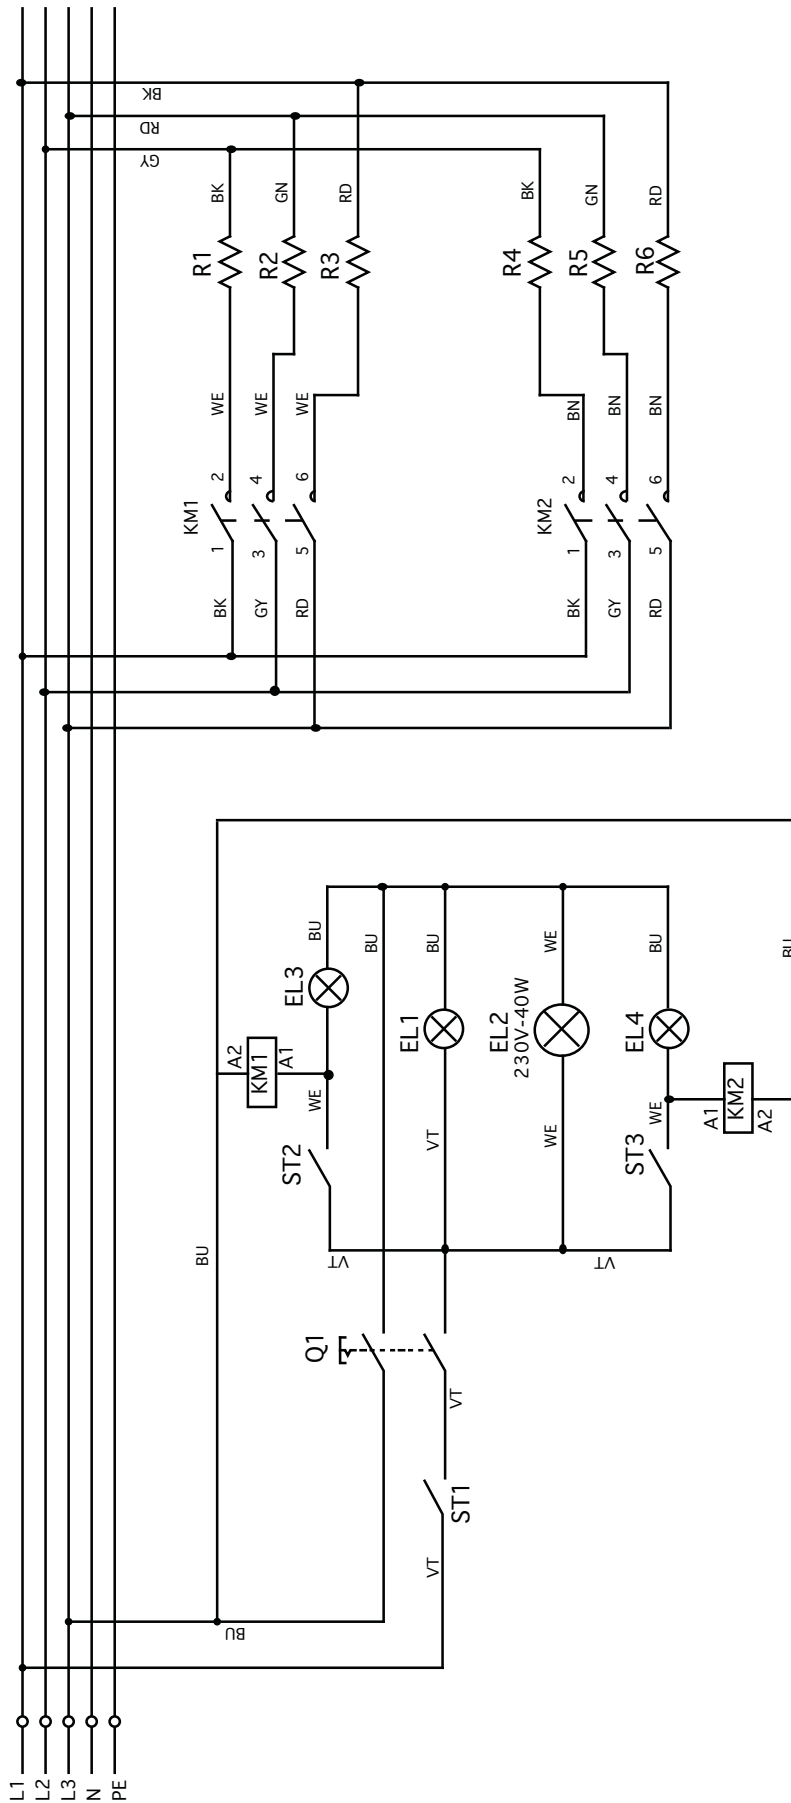 BK
RD
GY
BK
GN
RD
BK
GN
RD
R1
R2
R3
R4
R5
R6
WE
WE
WE
BN
BN
BN
2
4
6
2
4
6
KM1
KM2
1
3
5
1
3
5
BK
GY
RD
BK
GY
RD
BU
BU
BU
WE
BU
BU
EL3
EL1
EL2
230V-40W
EL4
A2
KM1
A1
A1
KM2
A2
WE
VT
WE
WE
ST2
ST3
BU
VT
VT
Q1
VT
ST1
VT
BU
L1
L2
L3
N
PE